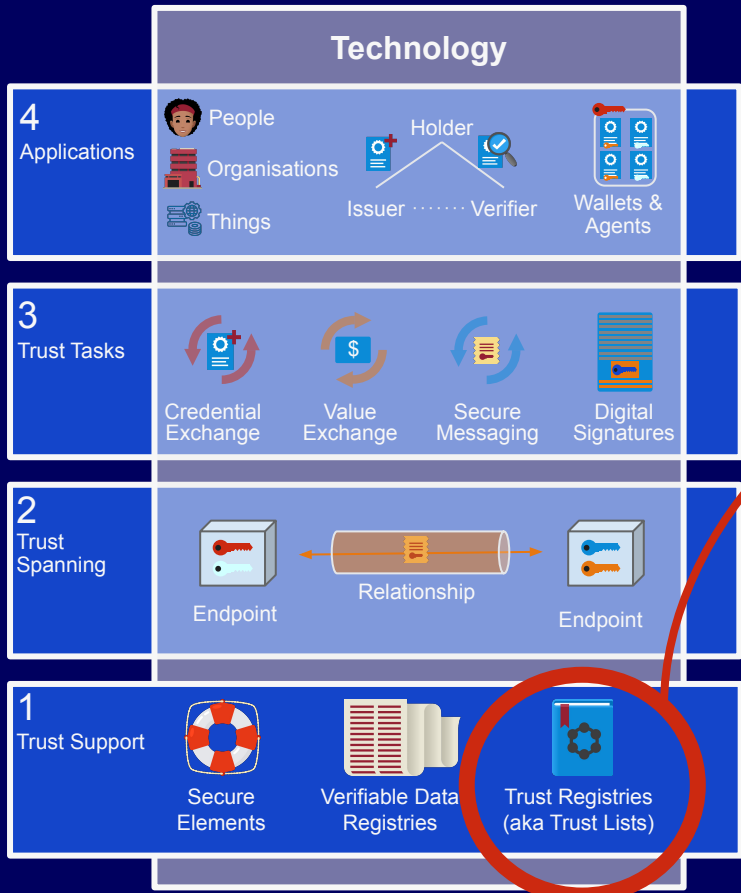 Technology
4
Applications
People
Organisations
Things
Holder
Issuer
Verifier
Wallets &
Agents
3
Trust Tasks
$
Credential
Exchange
Value
Exchange
Secure
Messaging
Digital
Signatures
2
Trust
Spanning
Endpoint
Relationship
Endpoint
1
Trust Support
Secure
Elements
Verifiable Data
Registries
Trust Registries
(aka Trust Lists)